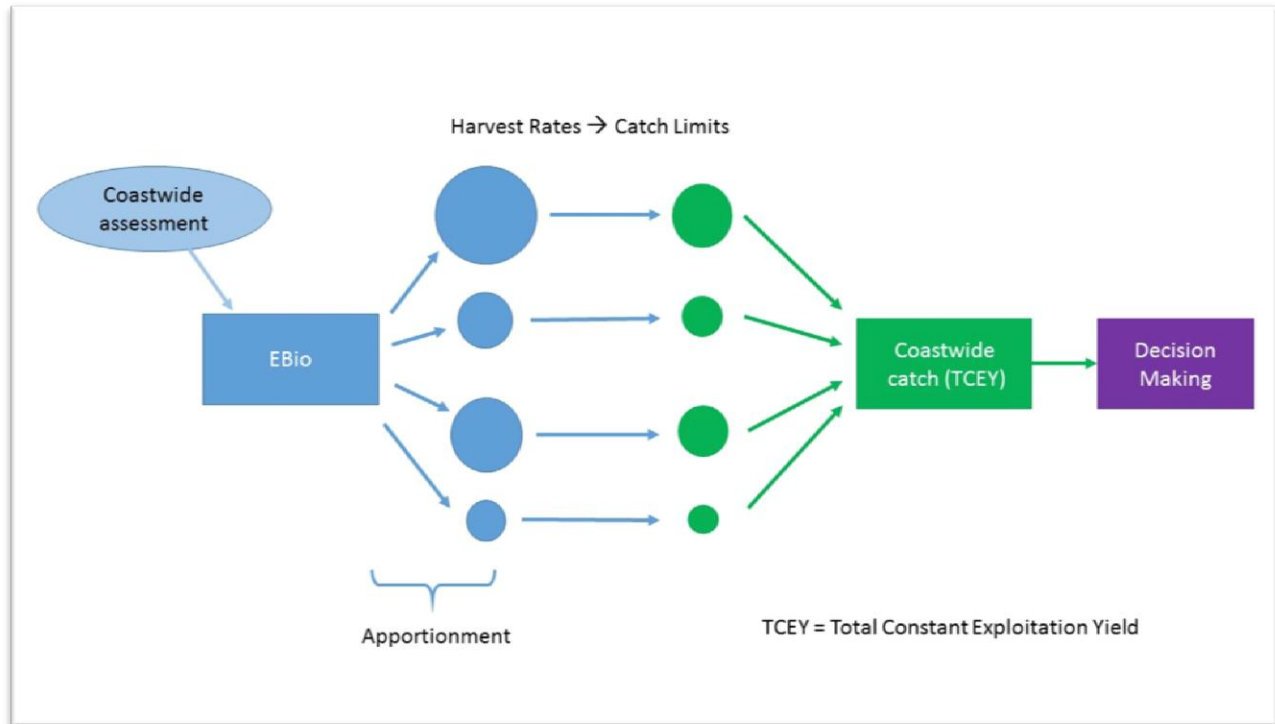 Harvest Rates → Catch Limits
Coastwide
assessment
EBio
Coastwide
catch (TCEY)
Decision
Making
Apportionment
TCEY = Total Constant Exploitation Yield